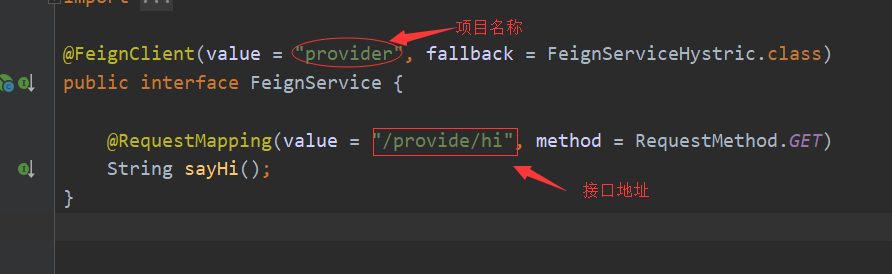 import ...
项目名称
@FeignClient(value = "provider", fallback = FeignServiceHystric.class)
public interface FeignService {
@RequestMapping(value = "/provide/hi", method = RequestMethod.GET)
String sayHi();
接口地址
}